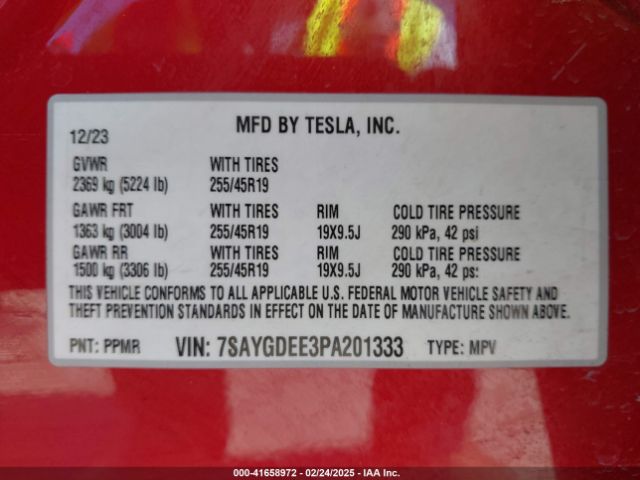 12/23 MFD BY TESLA, INC.
GVWR WITH TIRES
2369 kg (5224 lb) 255/45R19
GAWR FRT WITH TIRES RIM COLD TIRE PRESSURE
1363 kg (3004 lb) 255/45R19 19X9.5J 290 kPa, 42 psi
GAWR RR WITH TIRES RIM COLD TIRE PRESSURE
1500 kg (3306 lb) 255/45R19 19X9.5J 290 kPa, 42 psi
THIS VEHICLE CONFORMS TO ALL APPLICABLE U.S. FEDERAL MOTOR VEHICLE SAFETY AND
THEFT PREVENTION STANDARDS IN EFFECT ON THE DATE OF MANUFACTURE SHOWN ABOVE.
PNT: PPMR VIN: 7SAYGDEE3PA201333 TYPE: MPV
000-41658972 - 02/24/2025 - IAA Inc.